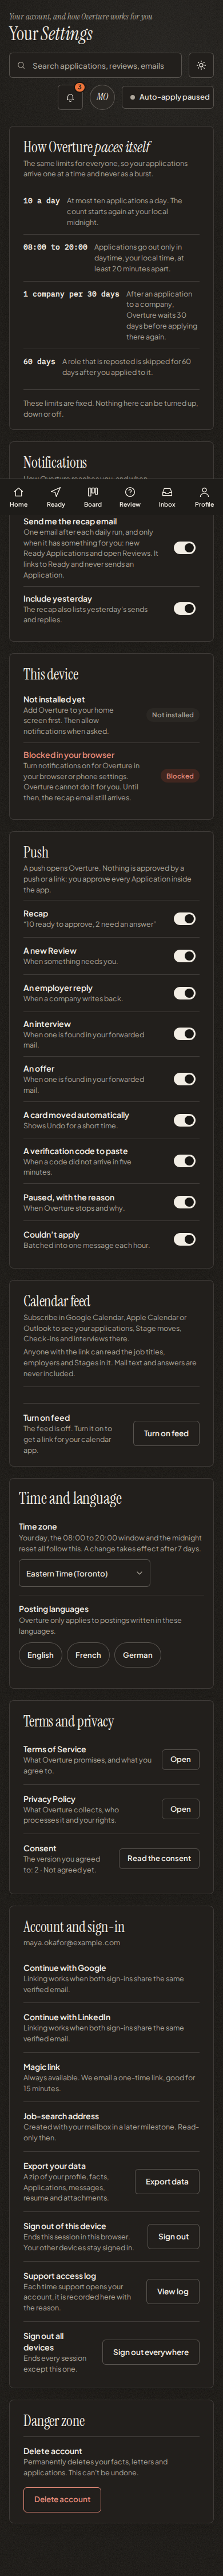 Your account, and how Overture works for you
Your Settings
Search applications, reviews, emails
3
MO
Auto-apply paused
How Overture paces itself
The same limits for everyone, so your applications
arrive one at a time and never as a burst.
10 a day
At most ten applications a day. The
count starts again at your local
midnight.
08:00 to 20:00
Applications go out only in
daytime, your local time, at
least 20 minutes apart.
1 company per 30 days
After an application
to a company,
Overture waits 30
days before applying
there again.
60 days
A role that is reposted is skipped for 60
days after you applied to it.
These limits are fixed. Nothing here can be turned up,
down or off.
Notifications
Home
Ready
Board
Review
Inbox
Profile
Send me the recap email
One email after each daily run, and only
when it has something for you: new
Ready Applications and open Reviews. It
links to Ready and never sends an
Application.
Include yesterday
The recap also lists yesterday's sends
and replies.
This device
Not installed yet
Add Overture to your home
screen first. Then allow
notifications when asked.
Not installed
Blocked in your browser
Turn notifications on for Overture in
your browser or phone settings.
Overture cannot do it for you. Until
then, the recap email still arrives.
Blocked
Push
A push opens Overture. Nothing is approved by a
push or a link: you approve every Application inside
the app.
Recap
"10 ready to approve, 2 need an answer"
A new Review
When something needs you.
An employer reply
When a company writes back.
An interview
When one is found in your forwarded
mail.
An offer
When one is found in your forwarded
mail.
A card moved automatically
Shows Undo for a short time.
A verification code to paste
When a code did not arrive in five
minutes.
Paused, with the reason
When Overture stops and why.
Couldn't apply
Batched into one message each hour.
Calendar feed
Subscribe in Google Calendar, Apple Calendar or
Outlook to see your applications, Stage moves,
Check-ins and interviews there.
Anyone with the link can read the job titles,
employers and Stages in it. Mail text and answers are
never included.
Turn on feed
The feed is off. Turn it on to
get a link for your calendar
app.
Turn on feed
Time and language
Time zone
Your day, the 08:00 to 20:00 window and the midnight
reset all follow this. A change takes effect after 7 days.
Eastern Time (Toronto)
Posting languages
Overture only applies to postings written in these
languages.
English
French
German
Terms and privacy
Terms of Service
What Overture promises, and what you
agree to.
Open
Privacy Policy
What Overture collects, who
processes it and your rights.
Open
Consent
The version you agreed
to: 2 · Not agreed yet.
Read the consent
Account and sign-in
maya.okafor@example.com
Continue with Google
Linking works when both sign-ins share the same
verified email.
Continue with LinkedIn
Linking works when both sign-ins share the same
verified email.
Magic link
Always available. We email a one-time link, good for
15 minutes.
Job-search address
Created with your mailbox in a later milestone. Read-
only then.
Export your data
A zip of your profile, facts,
Applications, messages,
resume and attachments.
Export data
Sign out of this device
Ends this session in this browser.
Your other devices stay signed in.
Sign out
Support access log
Each time support opens your
account, it is recorded here with
the reason.
View log
Sign out all
devices
Ends every session
except this one.
Sign out everywhere
Danger zone
Delete account
Permanently deletes your facts, letters and
applications. This can't be undone.
Delete account